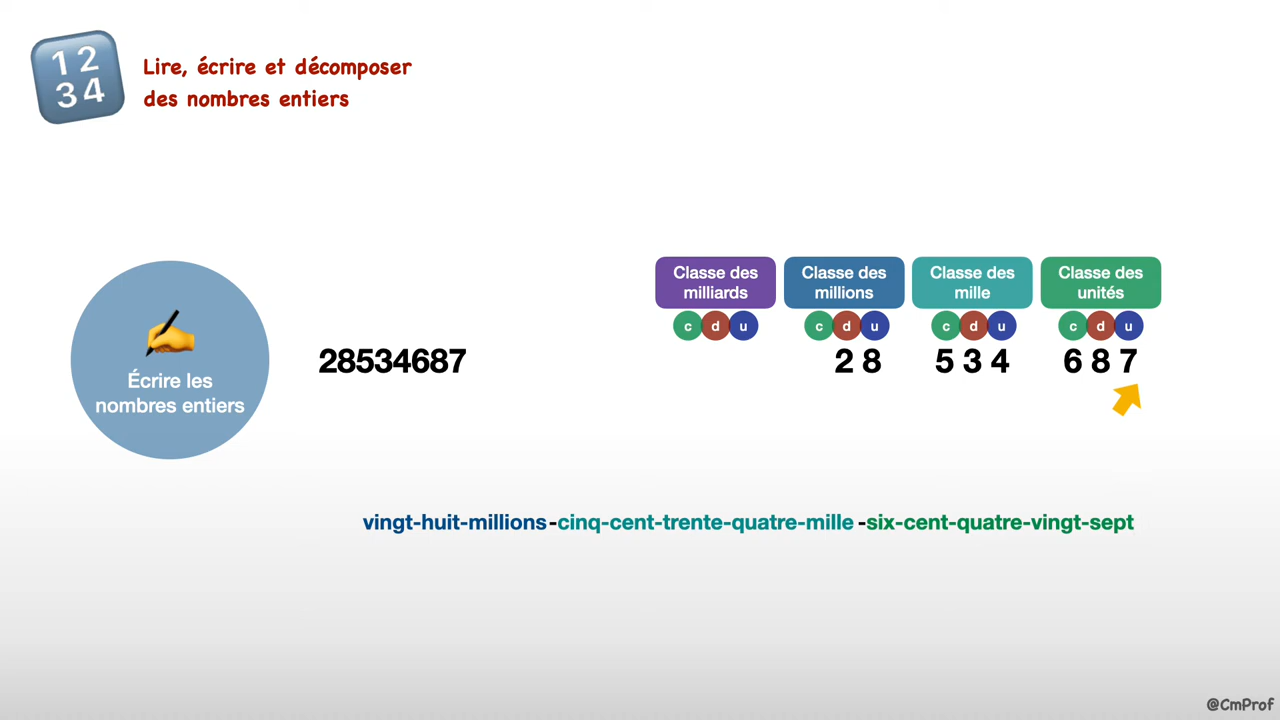 1 2
3 4
Lire, écrire et décomposer
des nombres entiers
Écrire les
nombres entiers
28534687
Classe des milliards
Classe des millions
Classe des mille
Classe des unités
c d u c d u c d u c d u
2 8 5 3 4 6 8 7
vingt-huit-millions-cinq-cent-trente-quatre-mille -six-cent-quatre-vingt-sept
@CmProf